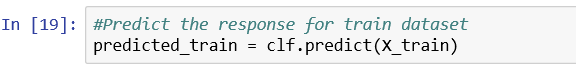 In [19]: #Predict the response for train dataset
predicted_train = clf.predict(X_train)